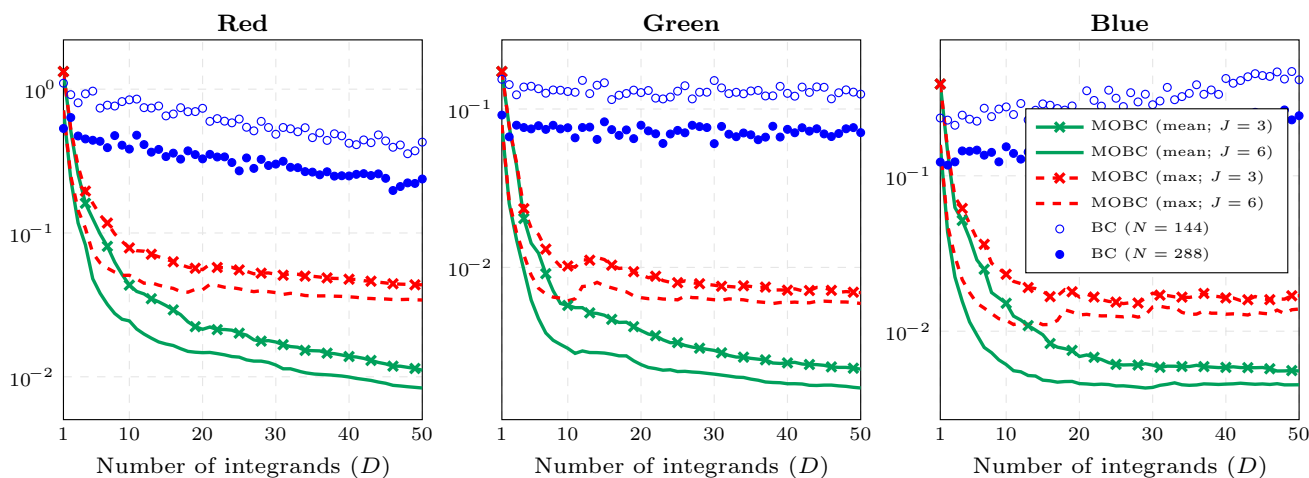 Red
Green
Blue
10^0
10^{-1}
10^{-2}
1 10 20 30 40 50
Number of integrands (D)
10^{-1}
10^{-2}
1 10 20 30 40 50
Number of integrands (D)
10^{-1}
10^{-2}
1 10 20 30 40 50
Number of integrands (D)
MOBC (mean; J = 3)
MOBC (mean; J = 6)
MOBC (max; J = 3)
MOBC (max; J = 6)
BC (N = 144)
BC (N = 288)